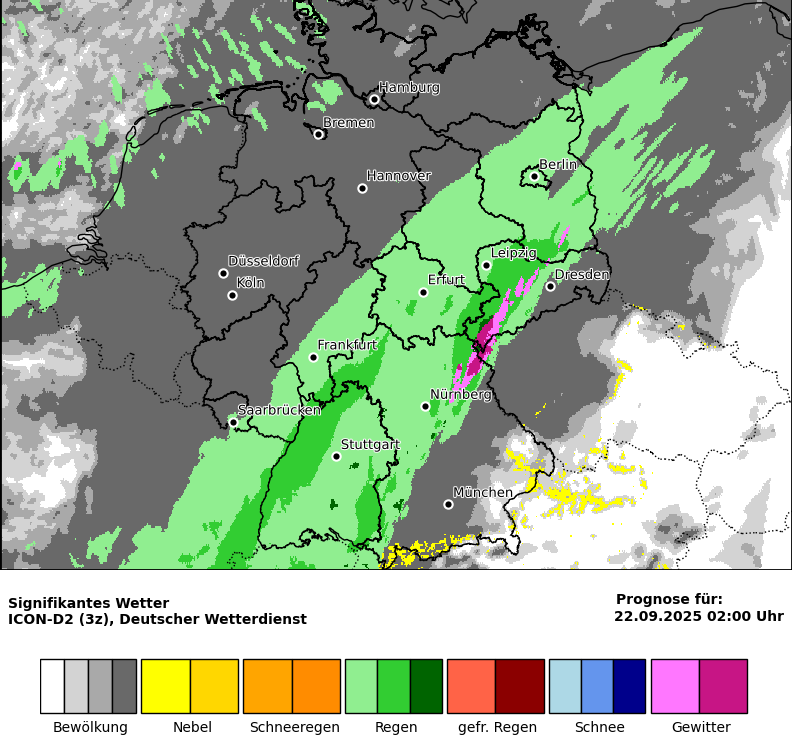 Hamburg
Bremen
Berlin
Hannover
Leipzig
Düsseldorf
Dresden
Köln
Erfurt
Frankfurt
Nürnberg
Saarbrücken
Stuttgart
München
Signifikantes Wetter
ICON-D2 (3z), Deutscher Wetterdienst
Prognose für:
22.09.2025 02:00 Uhr
Bewölkung Nebel Schneeregen Regen gefr. Regen Schnee Gewitter